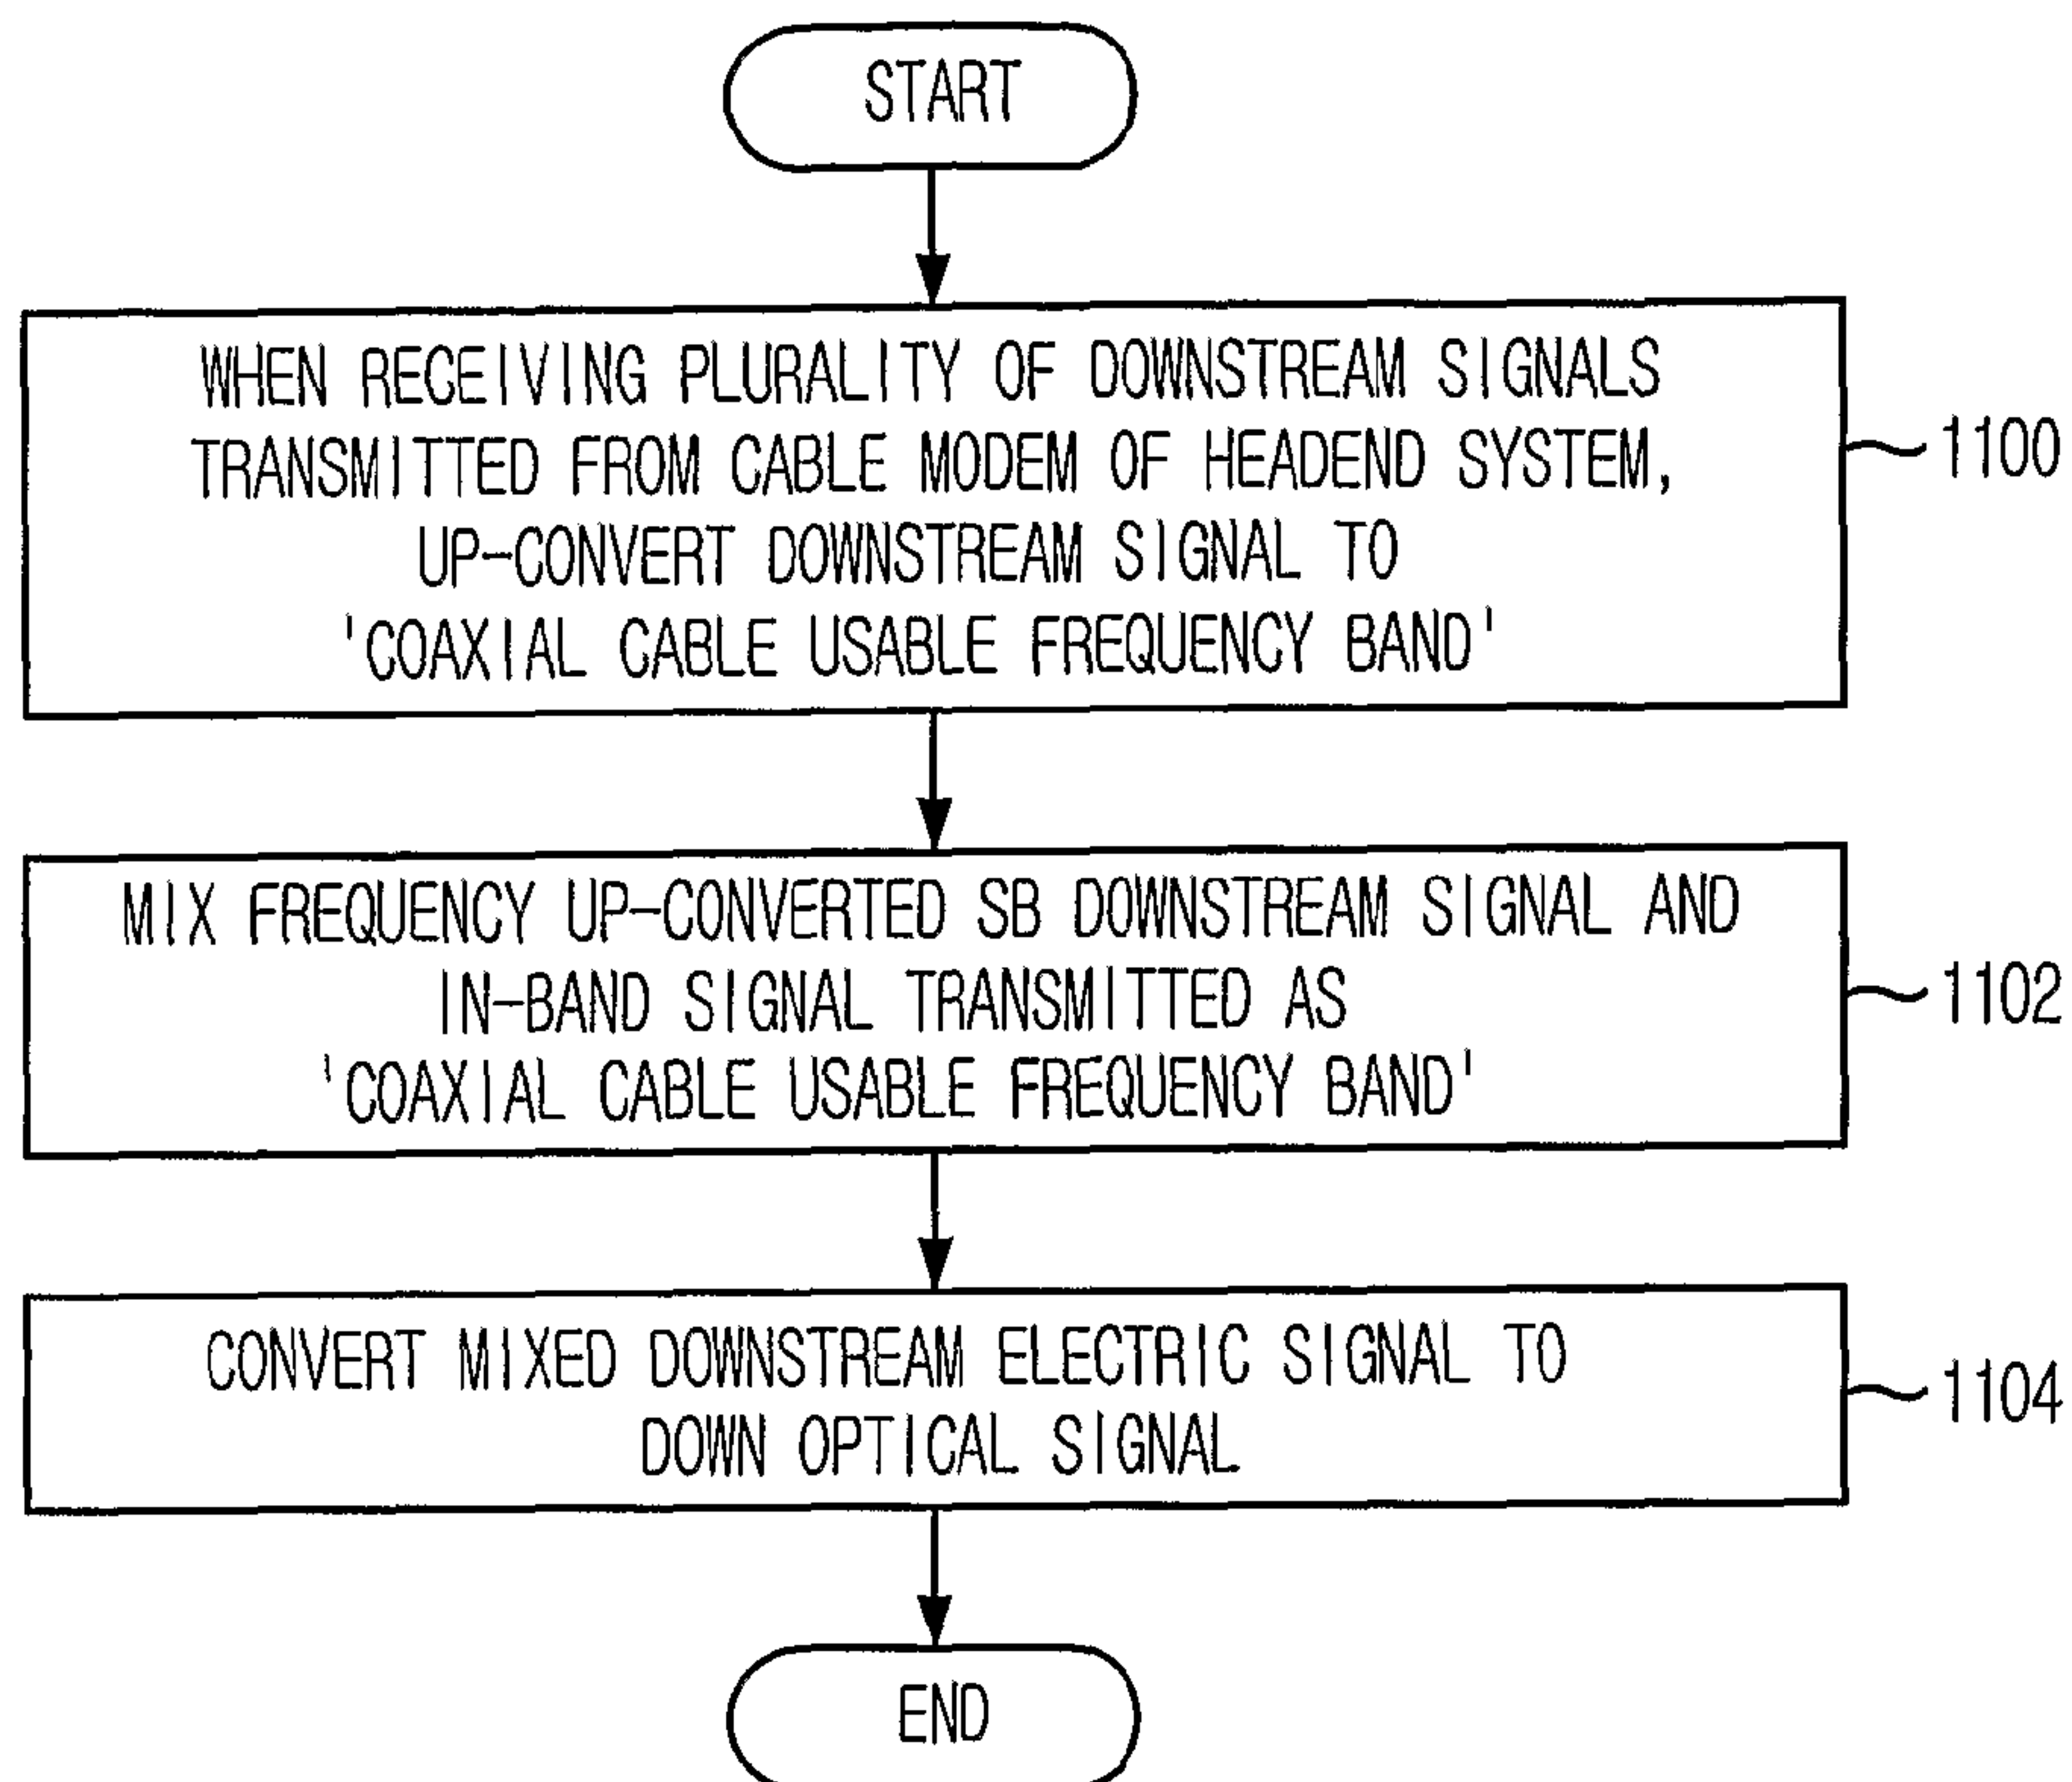 START
WHEN RECEIVING PLURALITY OF DOWNSTREAM SIGNALS
TRANSMITTED FROM CABLE MODEM OF HEADEND SYSTEM,
UP-CONVERT DOWNSTREAM SIGNAL TO
'COAXIAL CABLE USABLE FREQUENCY BAND'
1100
MIX FREQUENCY UP-CONVERTED SB DOWNSTREAM SIGNAL AND
IN-BAND SIGNAL TRANSMITTED AS
'COAXIAL CABLE USABLE FREQUENCY BAND'
1102
CONVERT MIXED DOWNSTREAM ELECTRIC SIGNAL TO
DOWN OPTICAL SIGNAL
1104
END